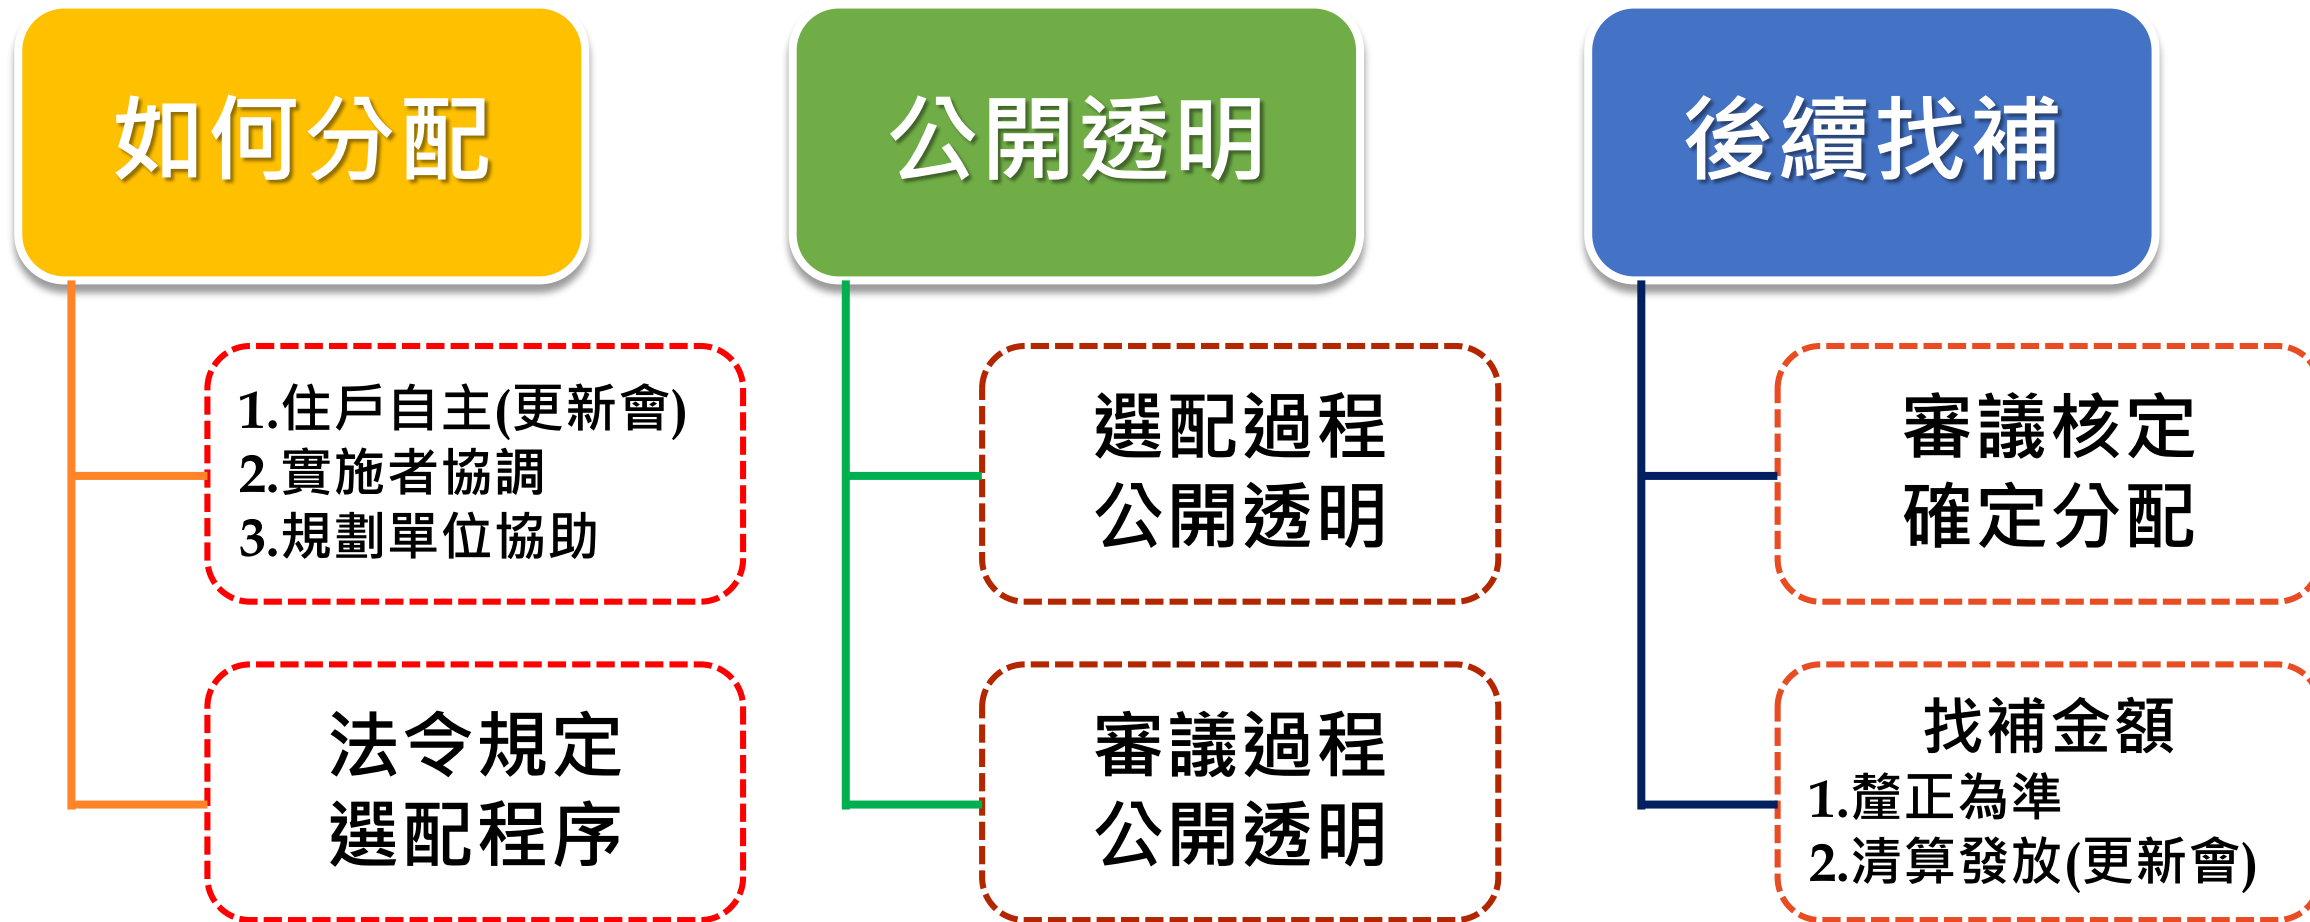 如何分配
1.住戶自主(更新會)
2.實施者協調
3.規劃單位協助
法令規定
選配程序
公開透明
選配過程
公開透明
審議過程
公開透明
後續找補
審議核定
確定分配
找補金額
1.釐正為準
2.清算發放(更新會)